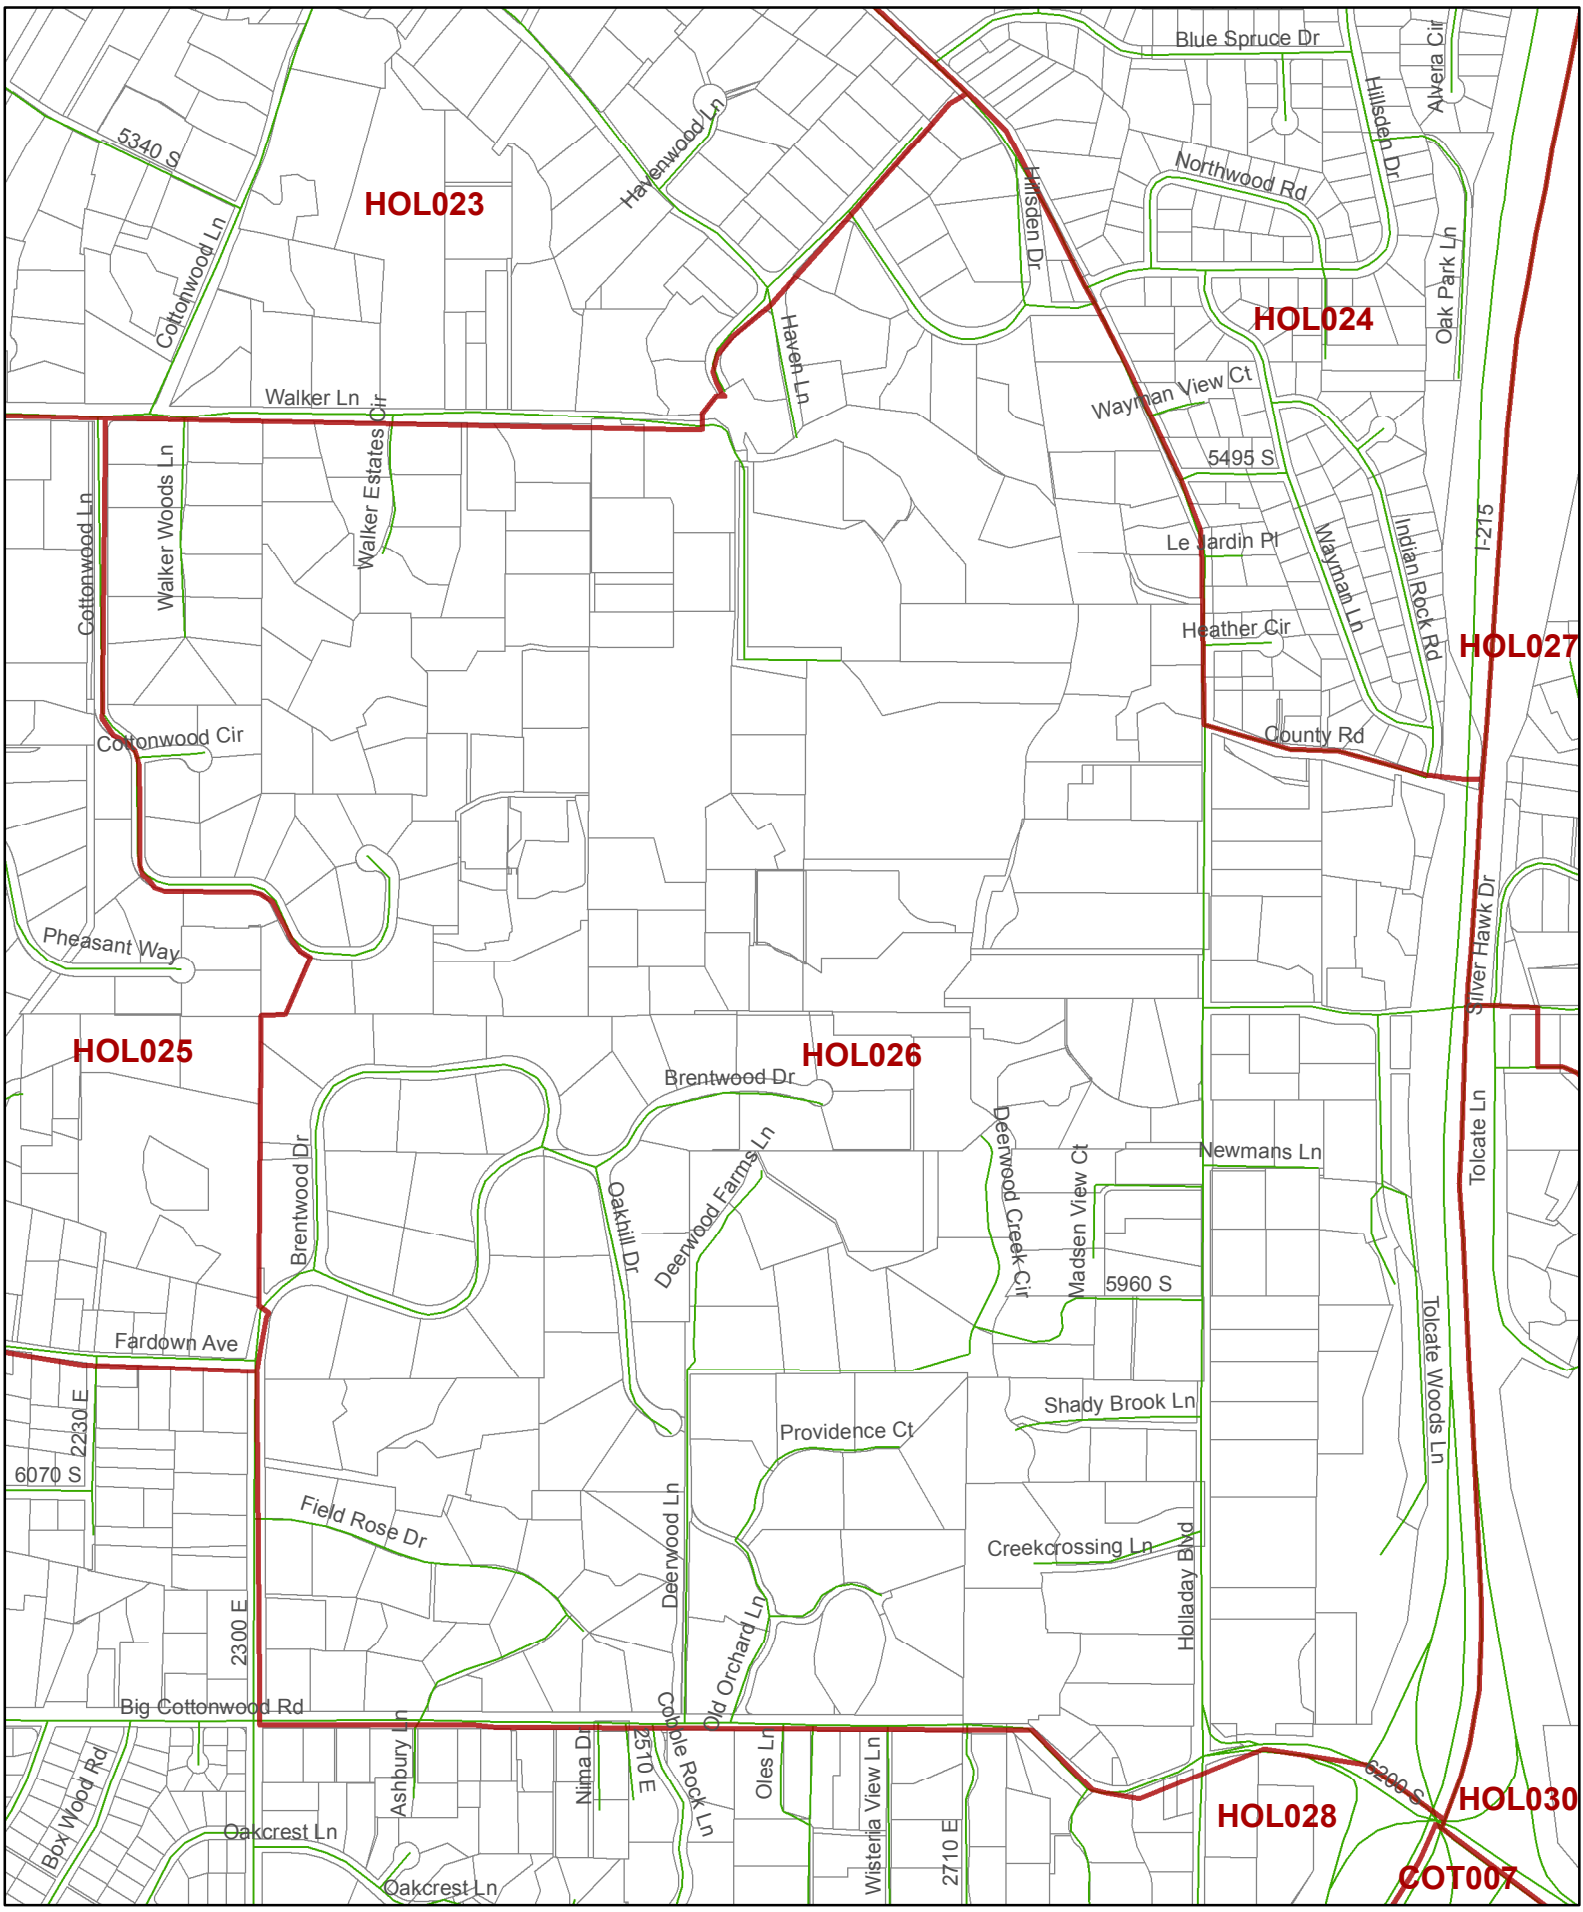 Blue Spruce Dr
Alvera Cir
Hillsden Dr
5340 S
Havenwood Ln
Northwood Rd
HOL023
Hillsden Dr
Cottonwood Ln
Oak Park Ln
HOL024
Haven Ln
Walker Ln
Walker Estates Cir
Wayman View Ct
5495 S
Cottonwood Ln
Walker Woods Ln
Le Jardin Pl
Wayman Ln
Indian Rock Rd
I-215
Heather Cir
HOL027
Cottonwood Cir
County Rd
Pheasant Way
Silver Hawk Dr
HOL025
HOL026
Brentwood Dr
Brentwood Dr
Oakhill Dr
Deerwood Farms Ln
Deerwood Creek Cir
Madsen View Ct
Newmans Ln
Tolcate Ln
5960 S
Fardown Ave
Tolcate Woods Ln
2230 E
Shady Brook Ln
Providence Ct
6070 S
Field Rose Dr
Deerwood Ln
Creekcrossing Ln
Holladay Blvd
2300 E
Old Orchard Ln
Big Cottonwood Rd
Box Wood Rd
Ashbury Ln
Nima Dr
2510 E
Cobble Rock Ln
Oles Ln
Wisteria View Ln
2710 E
6200 S
HOL028
HOL030
Oakcrest Ln
Oakcrest Ln
COT007